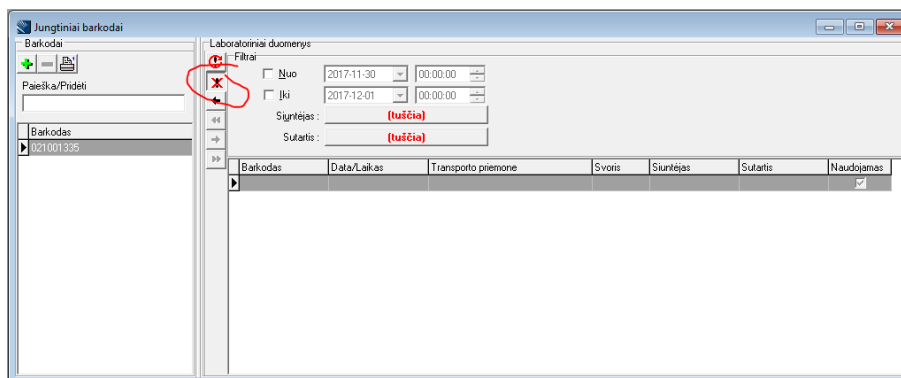 Jungtiniai barkodai
Barkodai
Paieška/Pridėti
Barkodas
021001335
Laboratoriniai duomenys
Filtrai
Nuo 2017-11-30 00:00:00
Iki 2017-12-01 00:00:00
Siųntėjas : (tuščia)
Sutartis : (tuščia)
Barkodas Data/Laikas Transporto priemone Svoris Siuntėjas Sutartis Naudojamas